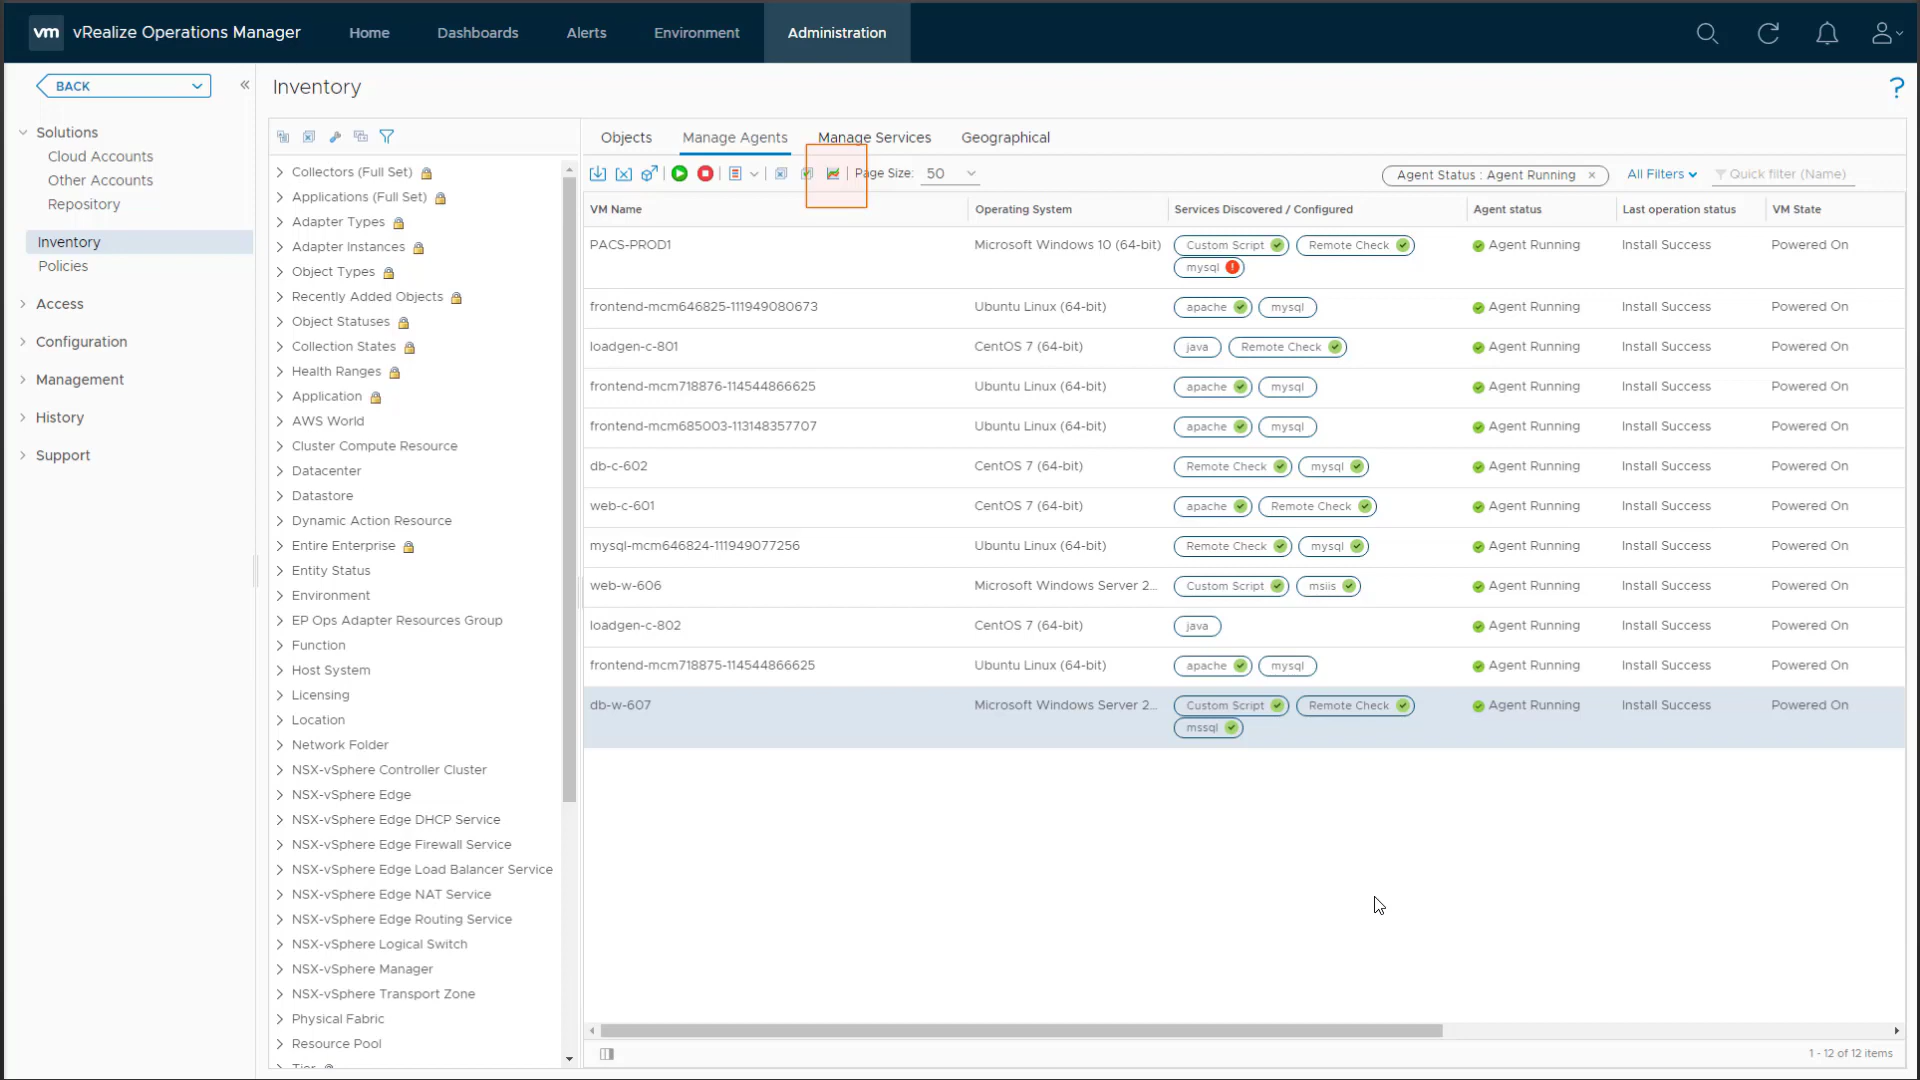 vm vRealize Operations Manager Home Dashboards Alerts Environment Administration
BACK
«
Inventory
?
Solutions
Cloud Accounts
Other Accounts
Repository
Inventory
Policies
Access
Configuration
Management
History
Support
Collectors (Full Set)
Applications (Full Set)
Adapter Types
Adapter Instances
Object Types
Recently Added Objects
Object Statuses
Collection States
Health Ranges
Application
AWS World
Cluster Compute Resource
Datacenter
Datastore
Dynamic Action Resource
Entire Enterprise
Entity Status
Environment
EP Ops Adapter Resources Group
Function
Host System
Licensing
Location
Network Folder
NSX-vSphere Controller Cluster
NSX-vSphere Edge
NSX-vSphere Edge DHCP Service
NSX-vSphere Edge Firewall Service
NSX-vSphere Edge Load Balancer Service
NSX-vSphere Edge NAT Service
NSX-vSphere Edge Routing Service
NSX-vSphere Logical Switch
NSX-vSphere Manager
NSX-vSphere Transport Zone
Physical Fabric
Resource Pool
Objects Manage Agents Manage Services Geographical
Page Size: 50 Agent Status : Agent Running × All Filters Quick filter (Name)
VM Name Operating System Services Discovered / Configured Agent status Last operation status VM State
PACS-PROD1 Microsoft Windows 10 (64-bit) Custom Script Remote Check Agent Running Install Success Powered On
mysql
frontend-mcm646825-111949080673 Ubuntu Linux (64-bit) apache mysql Agent Running Install Success Powered On
loadgen-c-801 CentOS 7 (64-bit) java Remote Check Agent Running Install Success Powered On
frontend-mcm718876-114544866625 Ubuntu Linux (64-bit) apache mysql Agent Running Install Success Powered On
frontend-mcm685003-113148357707 Ubuntu Linux (64-bit) apache mysql Agent Running Install Success Powered On
db-c-602 CentOS 7 (64-bit) Remote Check mysql Agent Running Install Success Powered On
web-c-601 CentOS 7 (64-bit) apache Remote Check Agent Running Install Success Powered On
mysql-mcm646824-111949077256 Ubuntu Linux (64-bit) Remote Check mysql Agent Running Install Success Powered On
web-w-606 Microsoft Windows Server 2... Custom Script msiis Agent Running Install Success Powered On
loadgen-c-802 CentOS 7 (64-bit) java Agent Running Install Success Powered On
frontend-mcm718875-114544866625 Ubuntu Linux (64-bit) apache mysql Agent Running Install Success Powered On
db-w-607 Microsoft Windows Server 2... Custom Script Remote Check Agent Running Install Success Powered On
mssql
1 - 12 of 12 items